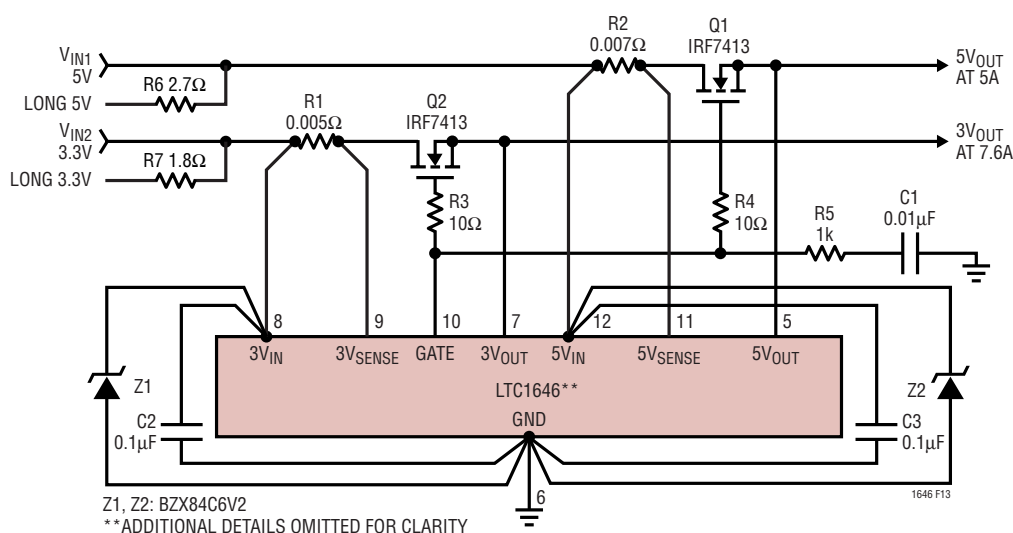 R2
0.007Ω
Q1
IRF7413
VIN1
5V
5VOUT
AT 5A
R6 2.7Ω
LONG 5V
R1
0.005Ω
Q2
IRF7413
VIN2
3.3V
3VOUT
AT 7.6A
R7 1.8Ω
LONG 3.3V
R3
10Ω
R4
10Ω
R5
1k
C1
0.01µF
8
9
10
7
12
11
5
3VIN
3VSENSE
GATE
3VOUT
5VIN
5VSENSE
5VOUT
LTC1646**
GND
Z1
Z2
C2
0.1µF
C3
0.1µF
6
1646 F13
Z1, Z2: BZX84C6V2
**ADDITIONAL DETAILS OMITTED FOR CLARITY